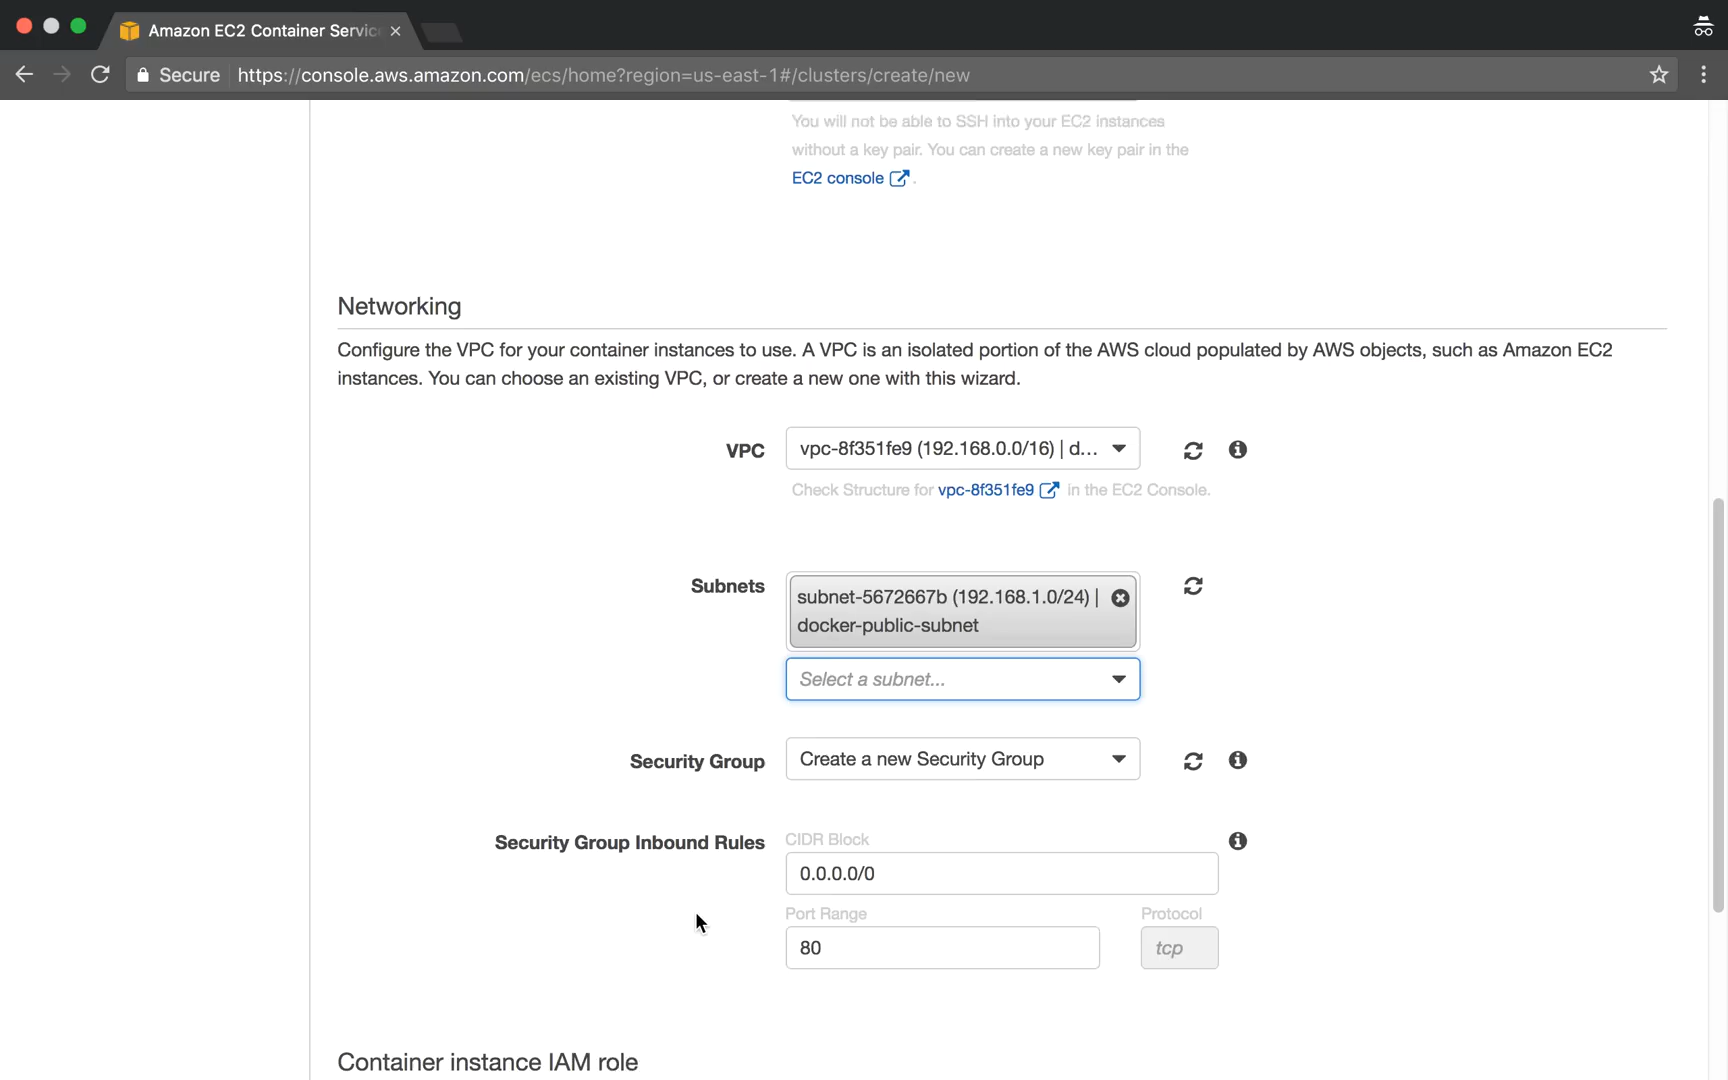 Amazon EC2 Container Servic
Secure https://console.aws.amazon.com/ecs/home?region=us-east-1#/clusters/create/new
You will not be able to SSH into your EC2 instances
without a key pair. You can create a new key pair in the
EC2 console .
Networking
Configure the VPC for your container instances to use. A VPC is an isolated portion of the AWS cloud populated by AWS objects, such as Amazon EC2
instances. You can choose an existing VPC, or create a new one with this wizard.
VPC vpc-8f351fe9 (192.168.0.0/16) | d...
Check Structure for vpc-8f351fe9 in the EC2 Console.
Subnets subnet-5672667b (192.168.1.0/24) |
docker-public-subnet
Select a subnet...
Security Group Create a new Security Group
Security Group Inbound Rules CIDR Block
0.0.0.0/0
Port Range Protocol
80 tcp
Container instance IAM role